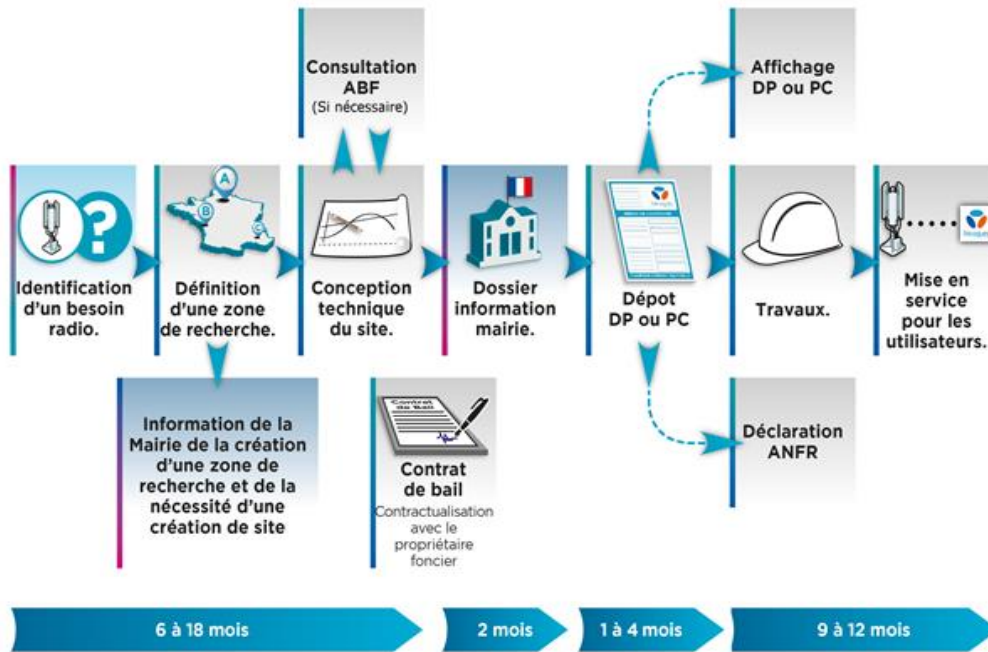 Consultation
ABF
(Si nécessaire)
Affichage
DP ou PC
A
B
C
?
Identification
d'un besoin
radio.
Définition
d'une zone
de recherche.
Conception
technique
du site.
Dossier
information
mairie.
Dépot
DP ou PC
Travaux.
Mise en
service
pour les
utilisateurs.
Information de la
Mairie de la création
d'une zone de
recherche et de la
nécessité d'une
création de site
Contrat
de Bail
Contrat
de bail
Contractualisation
avec le
propriétaire
foncier
Déclaration
ANFR
6 à 18 mois
2 mois
1 à 4 mois
9 à 12 mois